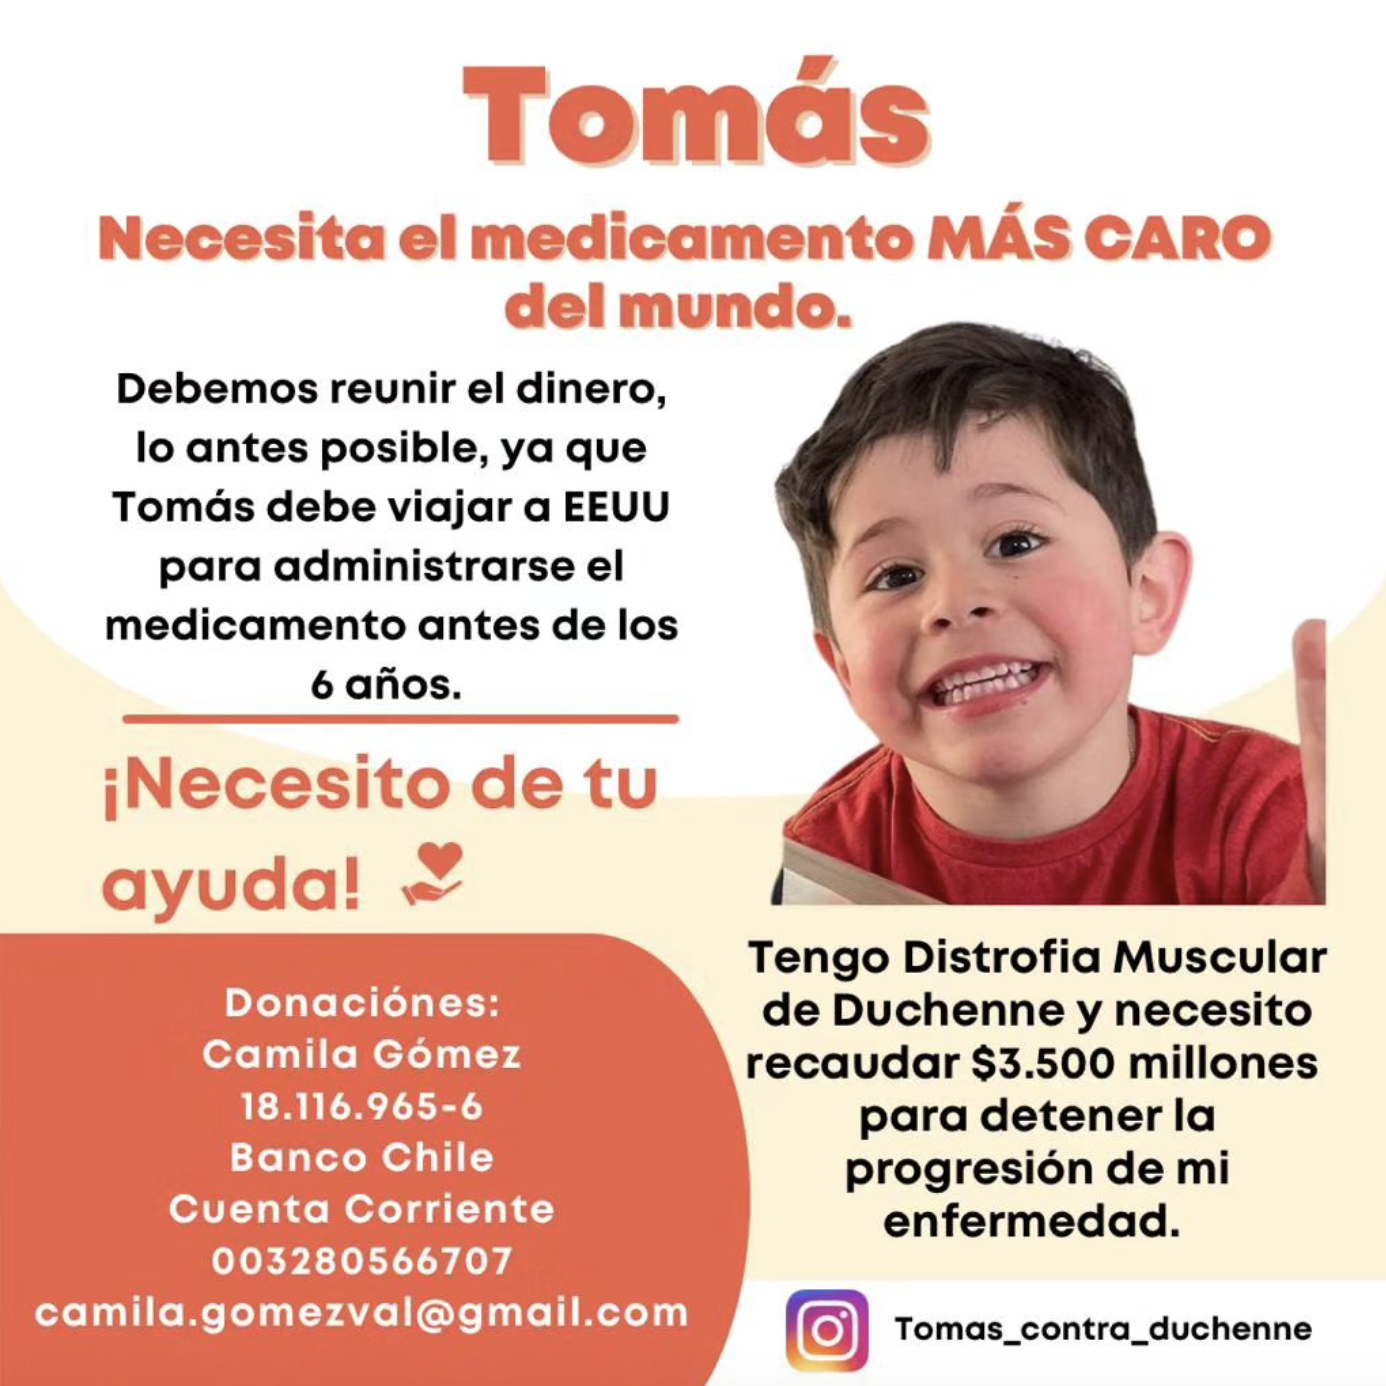 Tomás
Necesita el medicamento MÁS CARO
del mundo.
Debemos reunir el dinero,
lo antes posible, ya que
Tomás debe viajar a EEUU
para administrarse el
medicamento antes de los
6 años.
¡Necesito de tu
ayuda!
Donaciónes:
Camila Gómez
18.116.965-6
Banco Chile
Cuenta Corriente
003280566707
camila.gomezval@gmail.com
Tengo Distrofia Muscular
de Duchenne y necesito
recaudar $3.500 millones
para detener la
progresión de mi
enfermedad.
Tomas_contra_duchenne